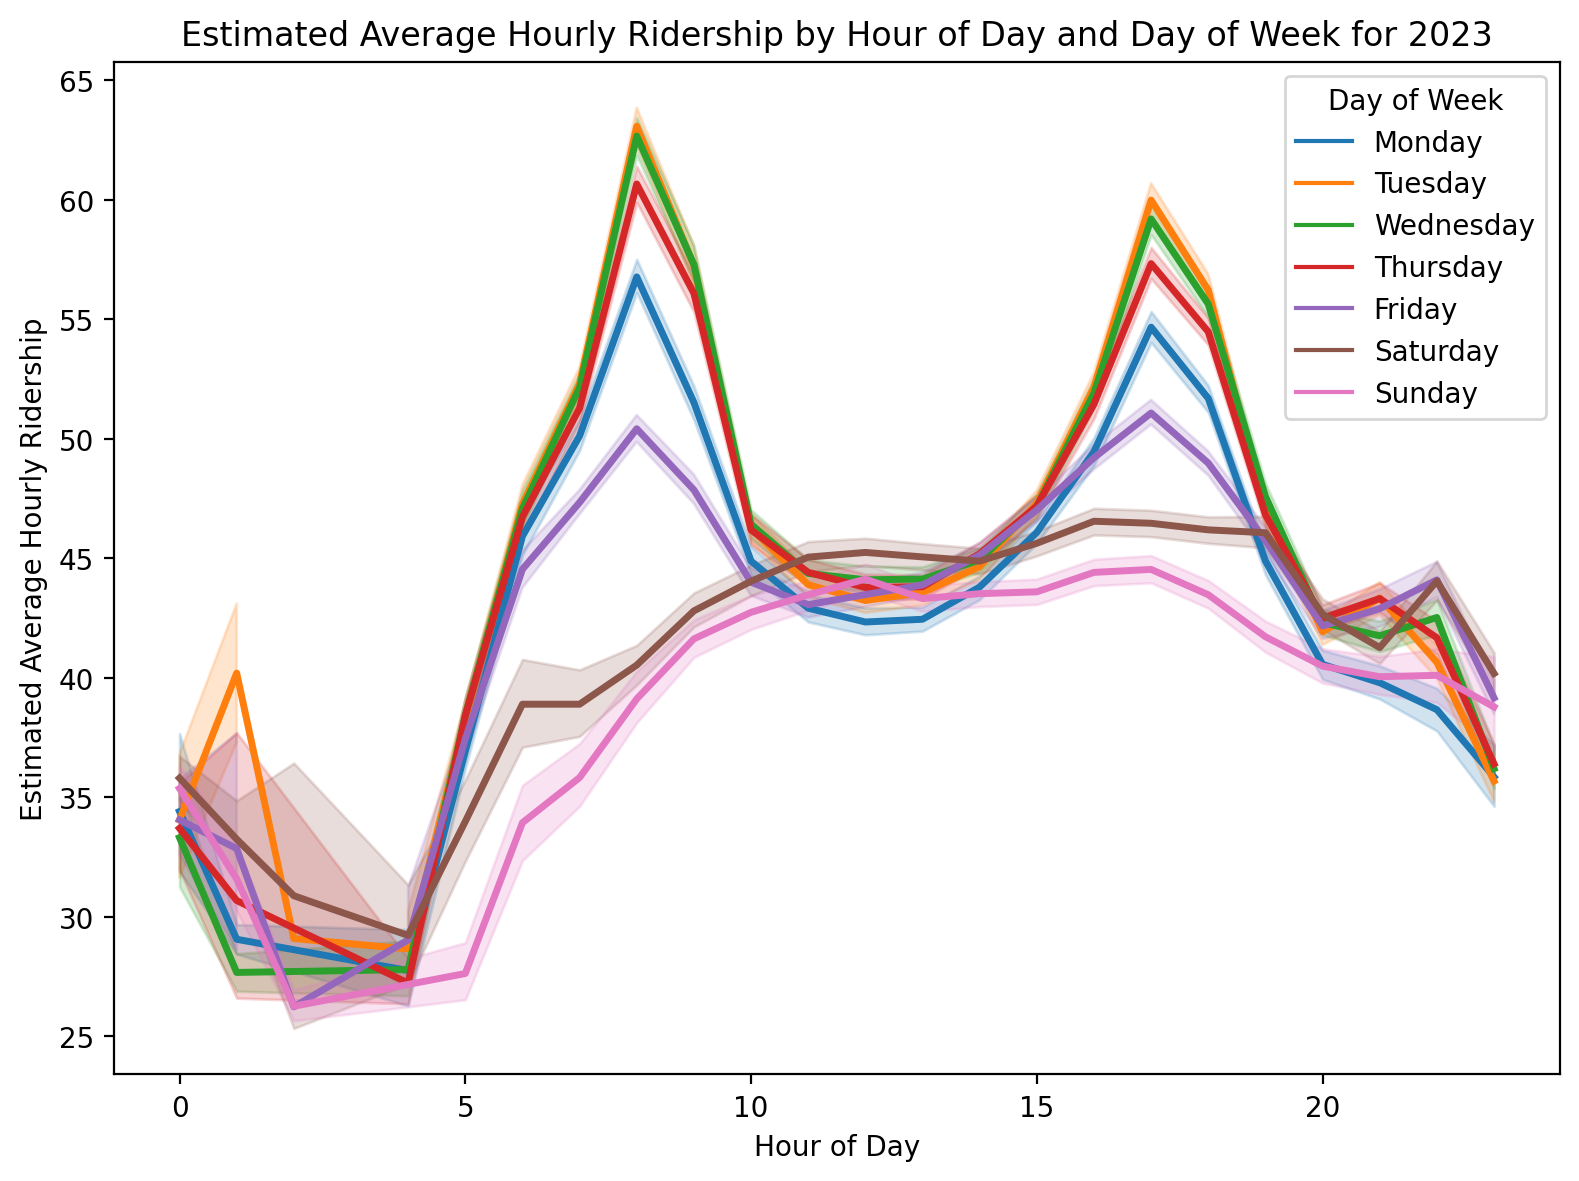 Estimated Average Hourly Ridership by Hour of Day and Day of Week for 2023
65
60
55
50
45
40
35
30
25
Estimated Average Hourly Ridership
Day of Week
Monday
Tuesday
Wednesday
Thursday
Friday
Saturday
Sunday
0 5 10 15 20
Hour of Day